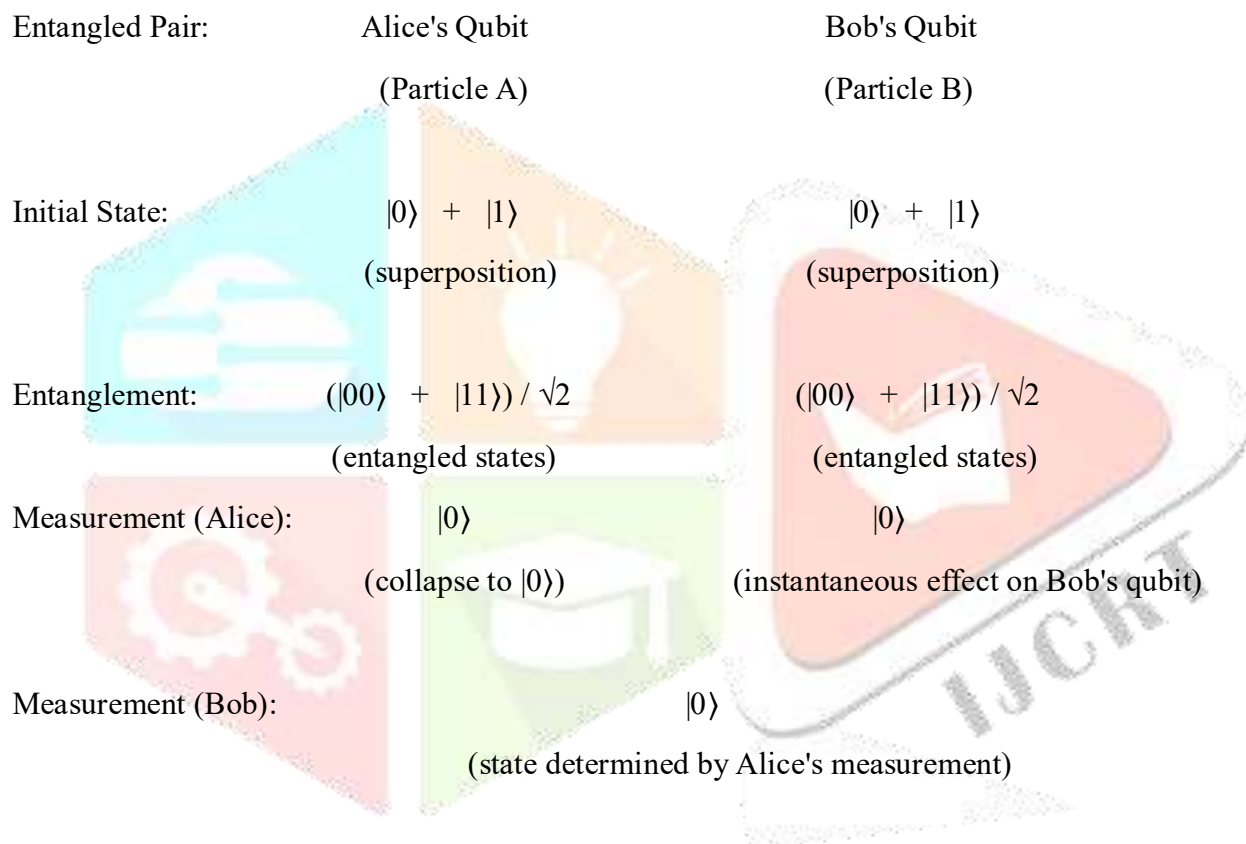 Entangled Pair: Alice's Qubit Bob's Qubit
(Particle A) (Particle B)
Initial State: |0⟩ + |1⟩ |0⟩ + |1⟩
(superposition) (superposition)
Entanglement: (|00⟩ + |11⟩) / √2 (|00⟩ + |11⟩) / √2
(entangled states) (entangled states)
Measurement (Alice): |0⟩ |0⟩
(collapse to |0⟩) (instantaneous effect on Bob's qubit)
Measurement (Bob): |0⟩
(state determined by Alice's measurement)
IJCRT